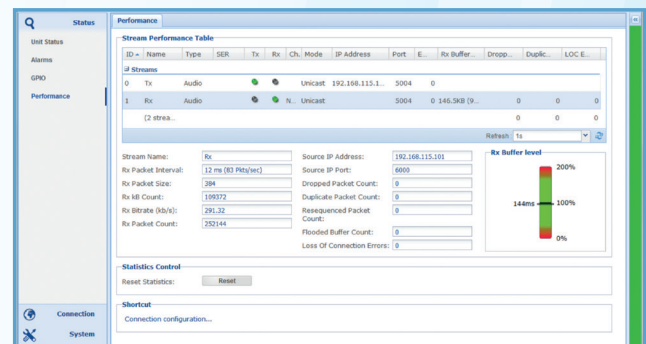 Status
Unit Status
Alarms
GPIO
Performance
Connection
System
Performance
Stream Performance Table
ID Name Type SER Tx Rx Ch. Mode IP Address Port E... Rx Buffer... Dropp... Duplic... LOC E...
Streams
0 Tx Audio Unicast 192.168.115.1... 5004 0
1 Rx Audio N... Unicast 5004 0 146.5KB (9... 0 0 0
(2 strea... 0 0 0
Refresh 1s
Stream Name: Rx
Rx Packet Interval: 12 ms (83 Pkts/sec)
Rx Packet Size: 384
Rx kB Count: 109372
Rx Bitrate (kb/s): 291.32
Rx Packet Count: 252144
Source IP Address: 192.168.115.101
Source IP Port: 6000
Dropped Packet Count: 0
Duplicate Packet Count: 0
Resequenced Packet
Count: 0
Flooded Buffer Count: 0
Loss Of Connection Errors: 0
Rx Buffer level
200%
144ms 100%
0%
Statistics Control
Reset Statistics: Reset
Shortcut
Connection configuration...